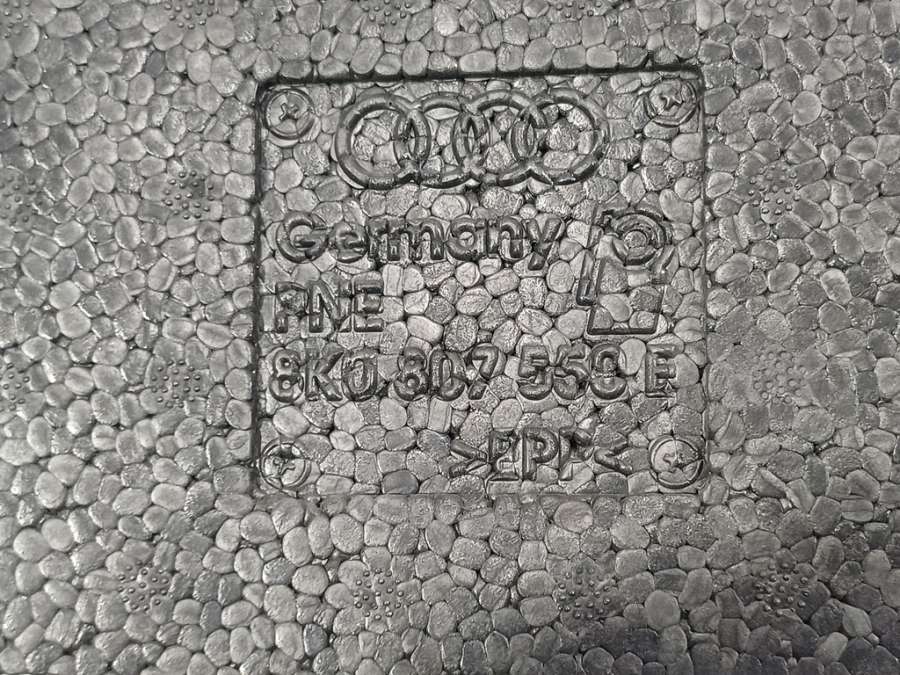 Germany
PNE
8K0 807 550 E
>EPP<